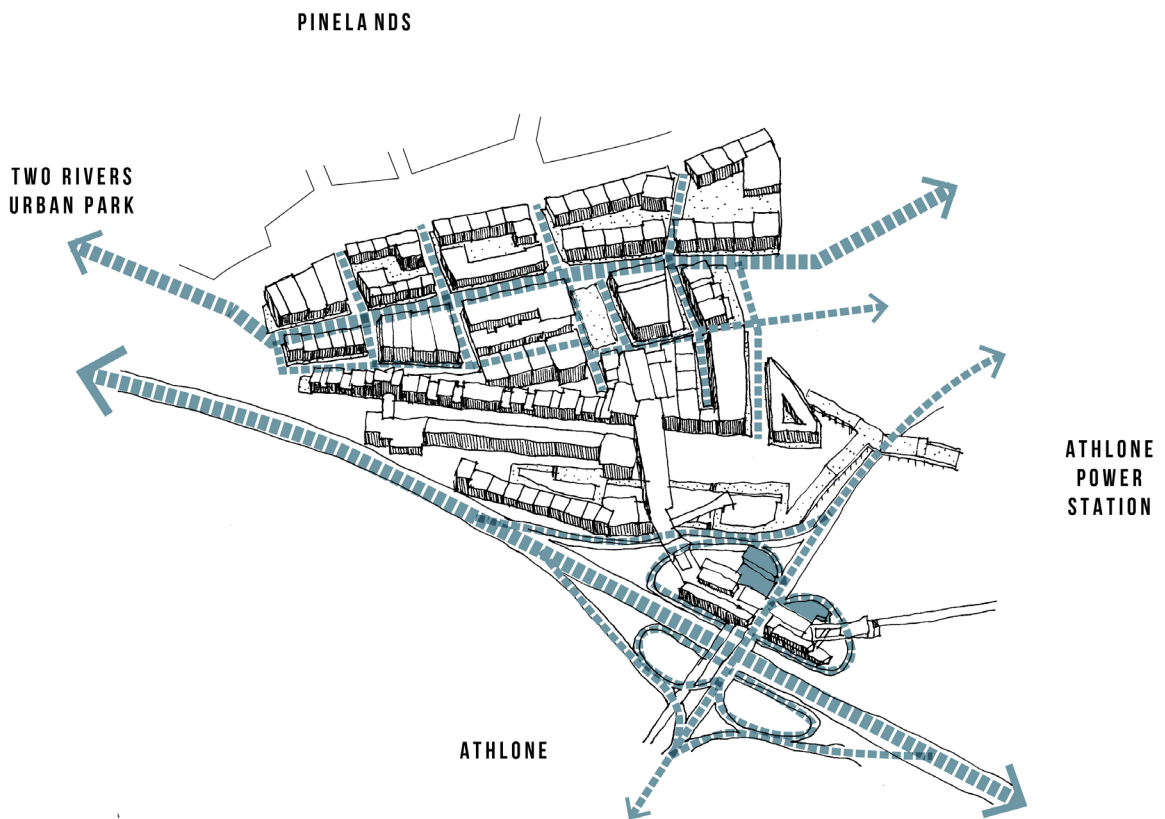 PINELANDS
TWO RIVERS
URBAN PARK
ATHLONE
POWER
STATION
ATHLONE